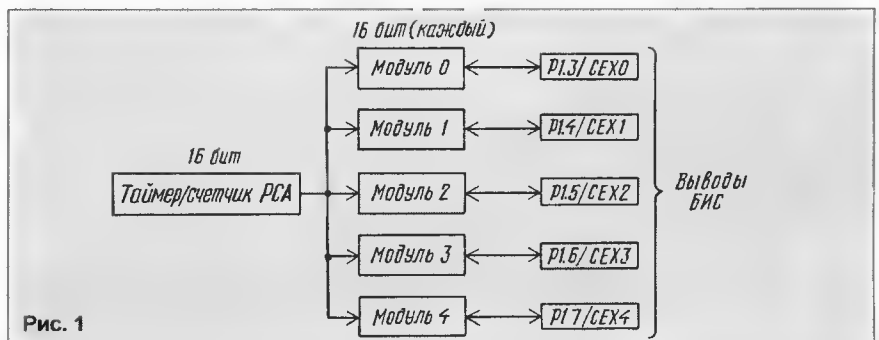 16 бит (каждый)
Модуль 0
P1.3/CEX0
Модуль 1
P1.4/CEX1
16 бит
Таймер/счетчик PCA
Модуль 2
P1.5/CEX2
Выводы
БИС
Модуль 3
P1.6/CEX3
Модуль 4
P1.7/CEX4
Рис. 1